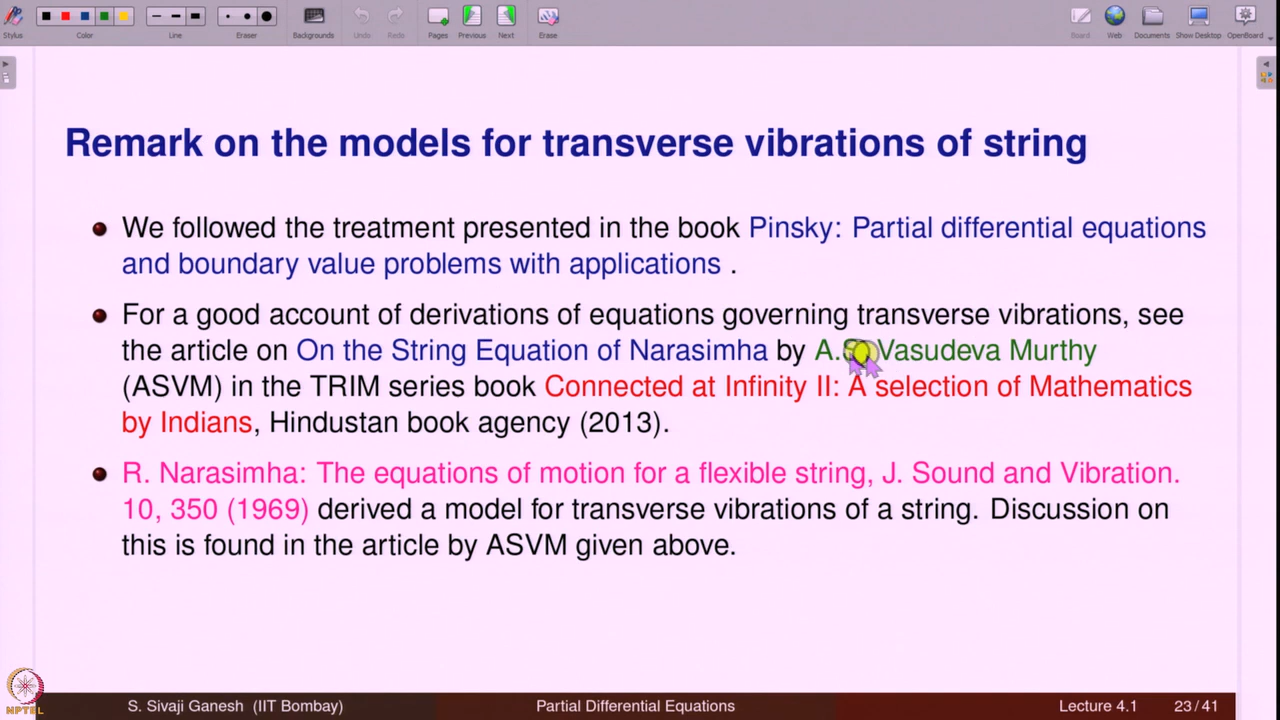 Stylus
Color
Line
Eraser
Backgrounds
Undo
Redo
Pages
Previous
Next
Erase
Board
Web
Documents
Show Desktop
OpenBoard
Remark on the models for transverse vibrations of string
We followed the treatment presented in the book Pinsky: Partial differential equations
and boundary value problems with applications .
For a good account of derivations of equations governing transverse vibrations, see
the article on On the String Equation of Narasimha by A.S. Vasudeva Murthy
(ASVM) in the TRIM series book Connected at Infinity II: A selection of Mathematics
by Indians, Hindustan book agency (2013).
R. Narasimha: The equations of motion for a flexible string, J. Sound and Vibration.
10, 350 (1969) derived a model for transverse vibrations of a string. Discussion on
this is found in the article by ASVM given above.
NPTEL
S. Sivaji Ganesh (IIT Bombay)
Partial Differential Equations
Lecture 4.1
23 / 41